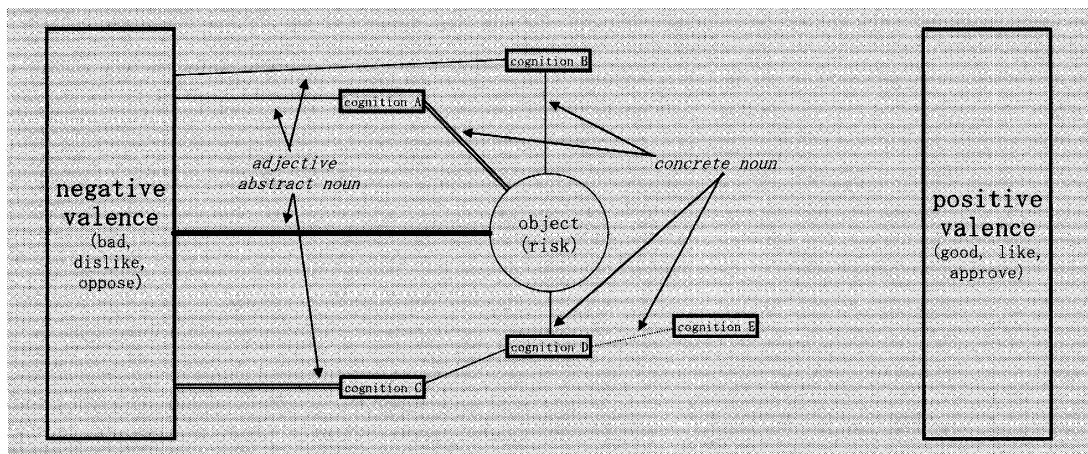 cognition B
cognition A
adjective
abstract noun
concrete noun
negative
valence
(bad,
dislike,
oppose)
object
(risk)
positive
valence
(good, like,
approve)
cognition E
cognition D
cognition C